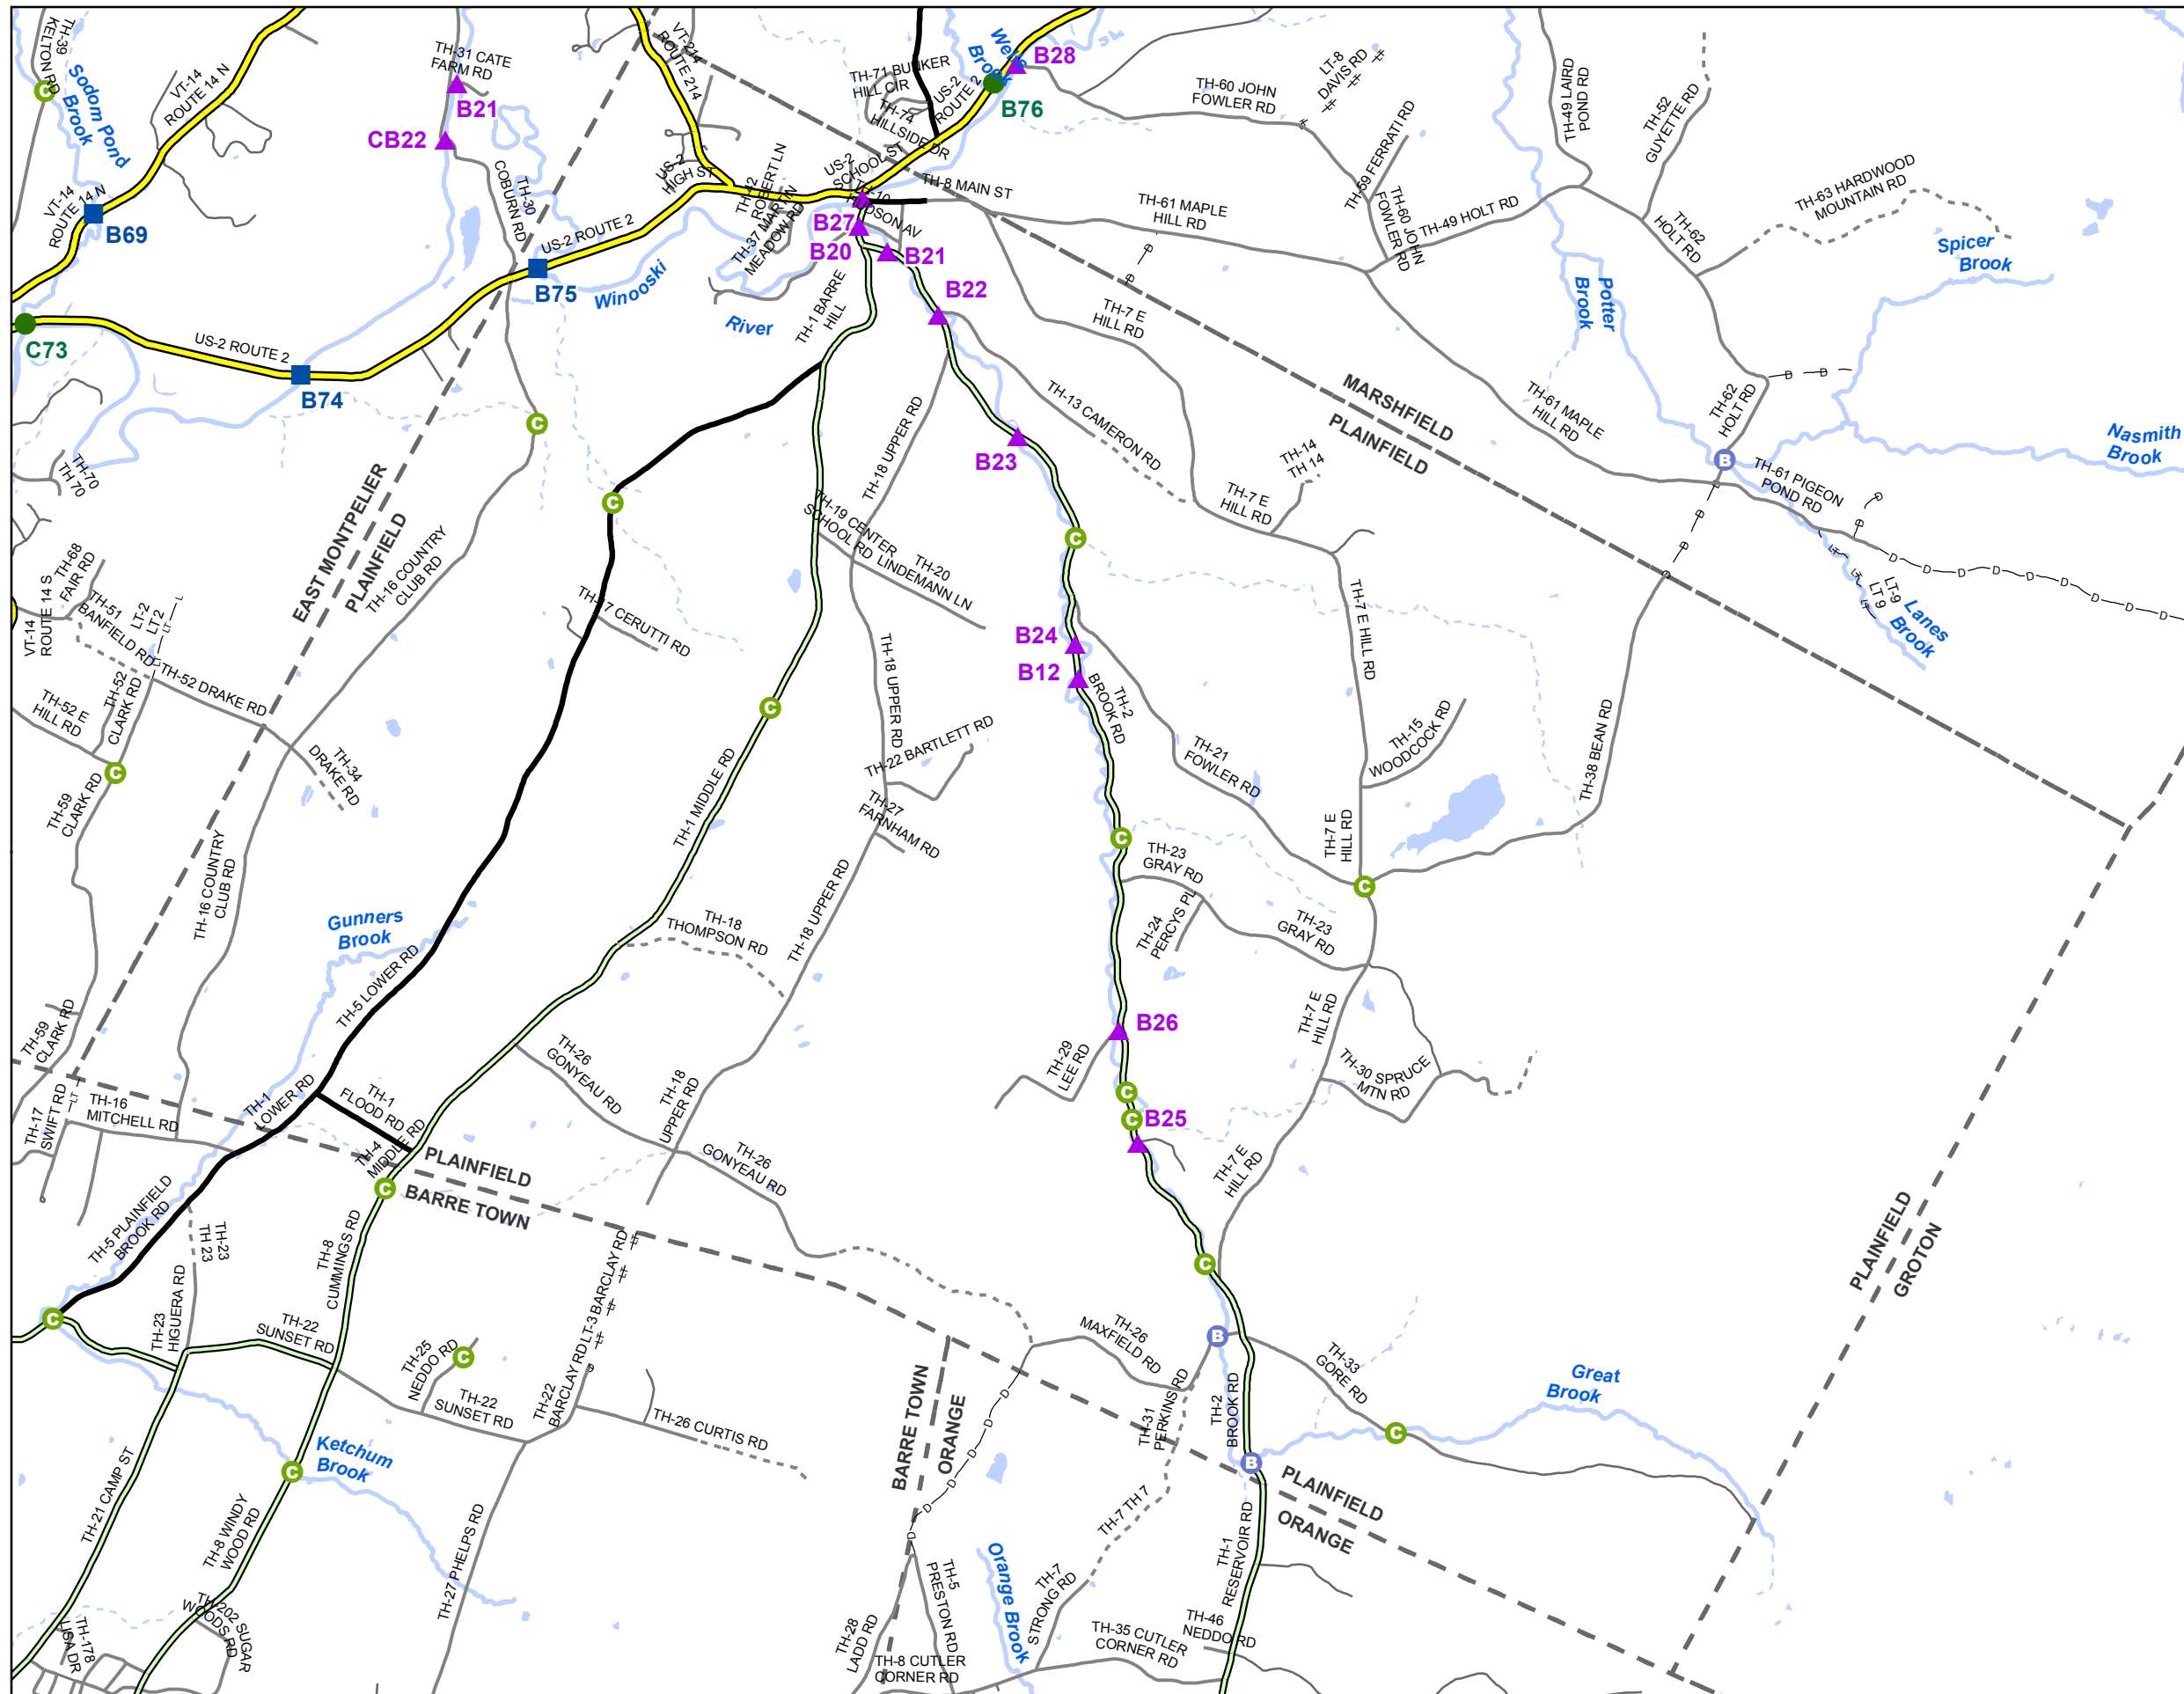 TH-39
KELTON RD
Sodom Pond
Brook
VT-14
ROUTE 14 N
VT-14
ROUTE 14 N
B69
C73
US-2 ROUTE 2
B74
TH-31 CATE
FARM RD
B21
CB22
TH-30
COBURN RD
B75
US-2 ROUTE 2
Winooski
River
VT-214
ROUTE 214
US-2
HIGH ST
TH-42
ROBERT LN
TH-37 MARTIN
MEADOW RD
TH-71 BUNKER
HILL CIR
TH-74
HILLSIDE DR
US-2
ROUTE 2
US-2
SCHOOL ST
Wells
Brook
B28
B76
TH-10
HUDSON AV
TH-8 MAIN ST
B27
B20
B21
B22
TH-1 BARRE
HILL
TH-60 JOHN
FOWLER RD
LT-8
DAVIS RD
TH-59 FERRATI RD
TH-60 JOHN
FOWLER RD
TH-61 MAPLE
HILL RD
TH-49 HOLT RD
TH-49 LAIRD
POND RD
TH-52
GUYETTE RD
TH-62
HOLT RD
TH-63 HARDWOOD
MOUNTAIN RD
Spicer
Brook
Potter
Brook
TH-7 E
HILL RD
MARSHFIELD
PLAINFIELD
TH-61 MAPLE
HILL RD
TH-62
HOLT RD
B
TH-61 PIGEON
POND RD
Nasmith
Brook
LT-9
LT 9
Lanes
Brook
TH-13 CAMERON RD
B23
TH-14
TH 14
TH-7 E
HILL RD
TH-18 UPPER RD
TH-19 CENTER
SCHOOL RD
TH-20
LINDEMANN LN
TH-70
TH 70
EAST MONTPELIER
PLAINFIELD
TH-16 COUNTRY
CLUB RD
TH-68
FAIR RD
VT-14
ROUTE 14 S
TH-51
BANFIELD RD
LT-2
LT 2
TH-52 DRAKE RD
TH-52
CLARK RD
TH-52 E
HILL RD
TH-59
CLARK RD
TH-34
DRAKE RD
TH-17 CERUTTI RD
TH-18 UPPER RD
TH-22 BARTLETT RD
TH-27
FARNHAM RD
TH-1 MIDDLE RD
B24
B12
TH-2
BROOK RD
TH-21
FOWLER RD
TH-7 E HILL RD
TH-15
WOODCOCK RD
TH-38 BEAN RD
TH-7 E
HILL RD
TH-16 COUNTRY
CLUB RD
Gunners
Brook
TH-5 LOWER RD
TH-18
THOMPSON RD
TH-18 UPPER RD
TH-23
GRAY RD
TH-24
PERCYS PL
TH-23
GRAY RD
TH-7 E
HILL RD
TH-30 SPRUCE
MTN RD
B26
TH-29
LEE RD
B25
TH-7 E
HILL RD
TH-59
CLARK RD
TH-17
SWIFT RD
TH-16
MITCHELL RD
TH-1
LOWER RD
TH-1
FLOOD RD
TH-4
MIDDLE RD
PLAINFIELD
BARRE TOWN
TH-26
GONYEAU RD
TH-18
UPPER RD
TH-26
GONYEAU RD
TH-5 PLAINFIELD
BROOK RD
TH-23
TH 23
TH-23
HIGUERA RD
TH-8
CUMMINGS RD
TH-22
SUNSET RD
TH-25
NEDDO RD
TH-22
SUNSET RD
TH-22
BARCLAY RD
LT-3 BARCLAY RD
TH-26 CURTIS RD
BARRE TOWN
ORANGE
TH-26
MAXFIELD RD
TH-31
PERKINS RD
B
TH-2
BROOK RD
TH-33
GORE RD
Great
Brook
B
PLAINFIELD
GROTON
PLAINFIELD
ORANGE
Ketchum
Brook
TH-21 CAMP ST
TH-8 WINDY
WOOD RD
TH-27 PHELPS RD
TH-202 SUGAR
WOODS RD
TH-178
LISA DR
TH-28
LADD RD
TH-5
PRESTON RD
TH-8 CUTLER
CORNER RD
Orange Brook
TH-7 TH 7
TH-7
STRONG RD
TH-35 CUTLER
CORNER RD
TH-46
NEDDO RD
TH-1
RESERVOIR RD